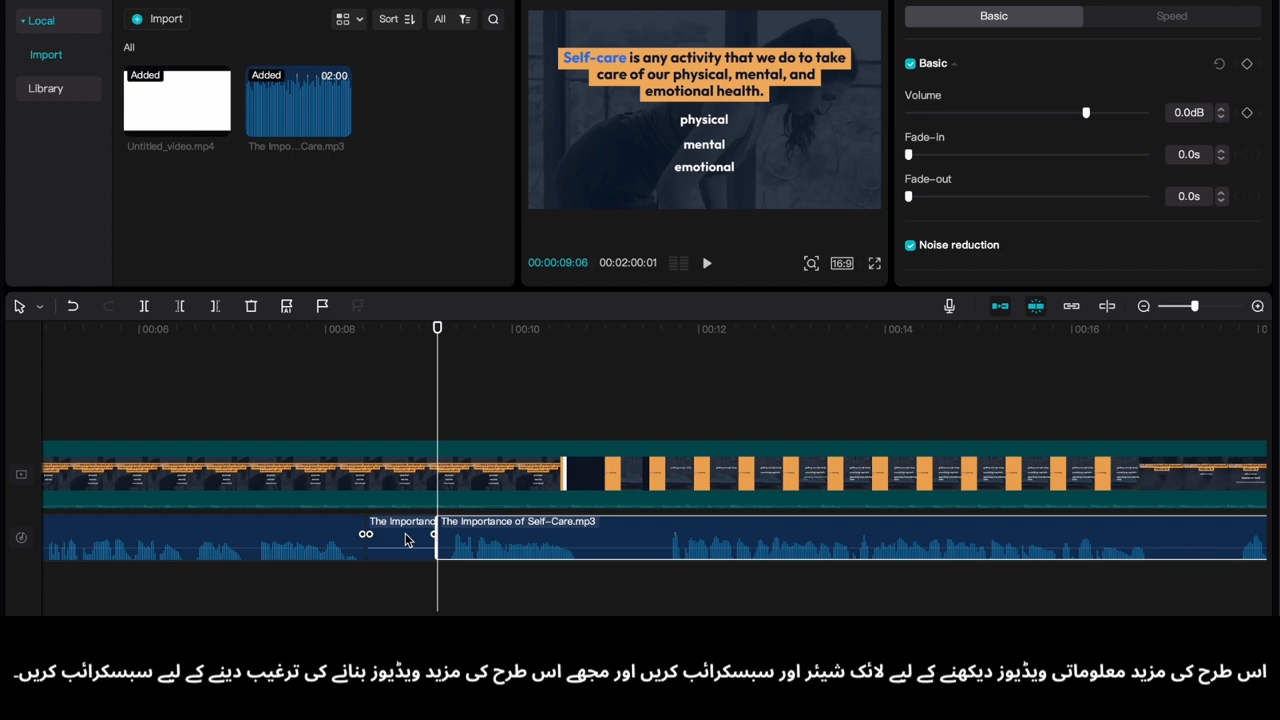 Local
Import
Library
Import
Sort
All
All
Added
Added
02:00
Untitled_video.mp4
The Impo...Care.mp3
Self-care is any activity that we do to take
care of our physical, mental, and
emotional health.
physical
mental
emotional
00:00:09:06
00:02:00:01
16:9
Basic
Speed
Basic
Volume
0.0dB
Fade-in
0.0s
Fade-out
0.0s
Noise reduction
00:06
00:08
00:10
00:12
00:14
00:16
The Importanc
The Importance of Self-Care.mp3
اس طرح کی مزید معلوماتی ویڈیوز دیکھنے کے لیے لائک شیئر اور سبسکرائب کریں اور مجھے اس طرح کی مزید ویڈیوز بنانے کی ترغیب دینے کے لیے سبسکرائب کریں۔